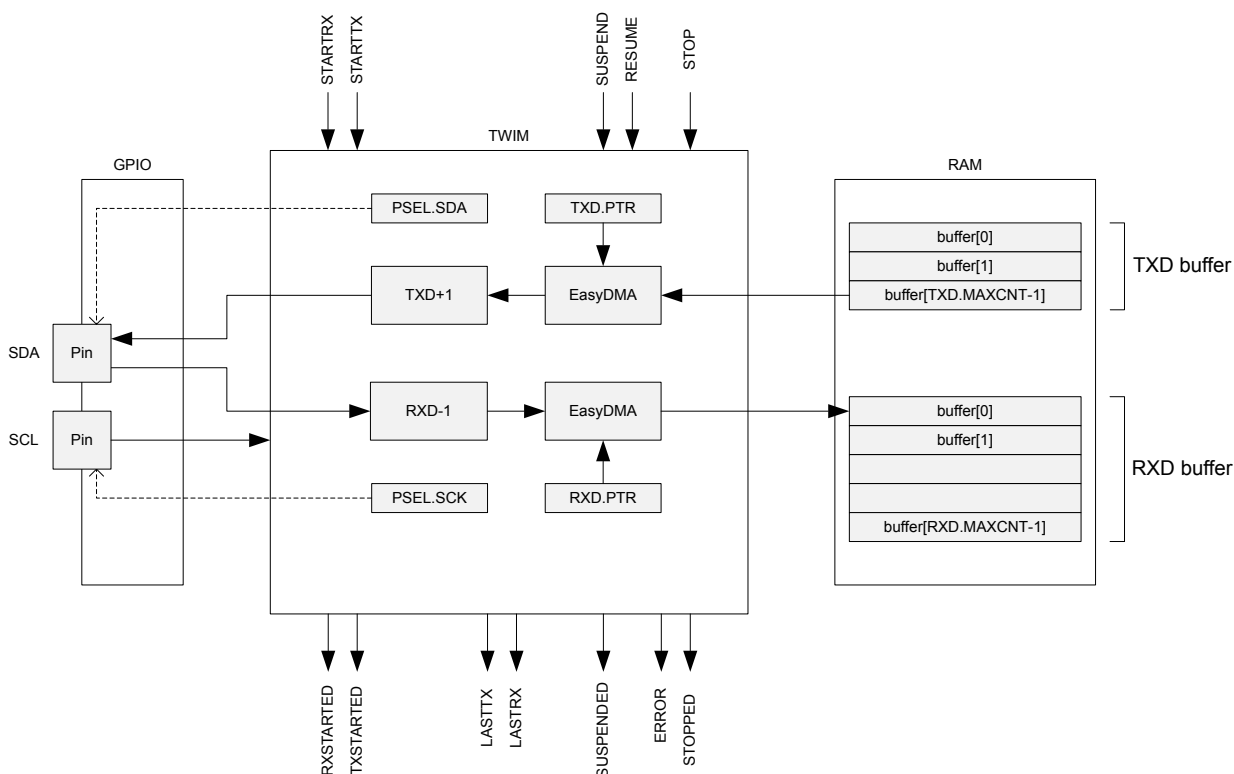 STARTRX
STARTTX
SUSPEND
RESUME
STOP
TWIM
GPIO
RAM
PSEL.SDA
TXD.PTR
buffer[0]
buffer[1]
buffer[TXD.MAXCNT-1]
TXD buffer
TXD+1
EasyDMA
SDA
Pin
RXD-1
EasyDMA
SCL
Pin
buffer[0]
buffer[1]
buffer[RXD.MAXCNT-1]
RXD buffer
PSEL.SCK
RXD.PTR
RXSTARTED
TXSTARTED
LASTTX
LASTRX
SUSPENDED
ERROR
STOPPED